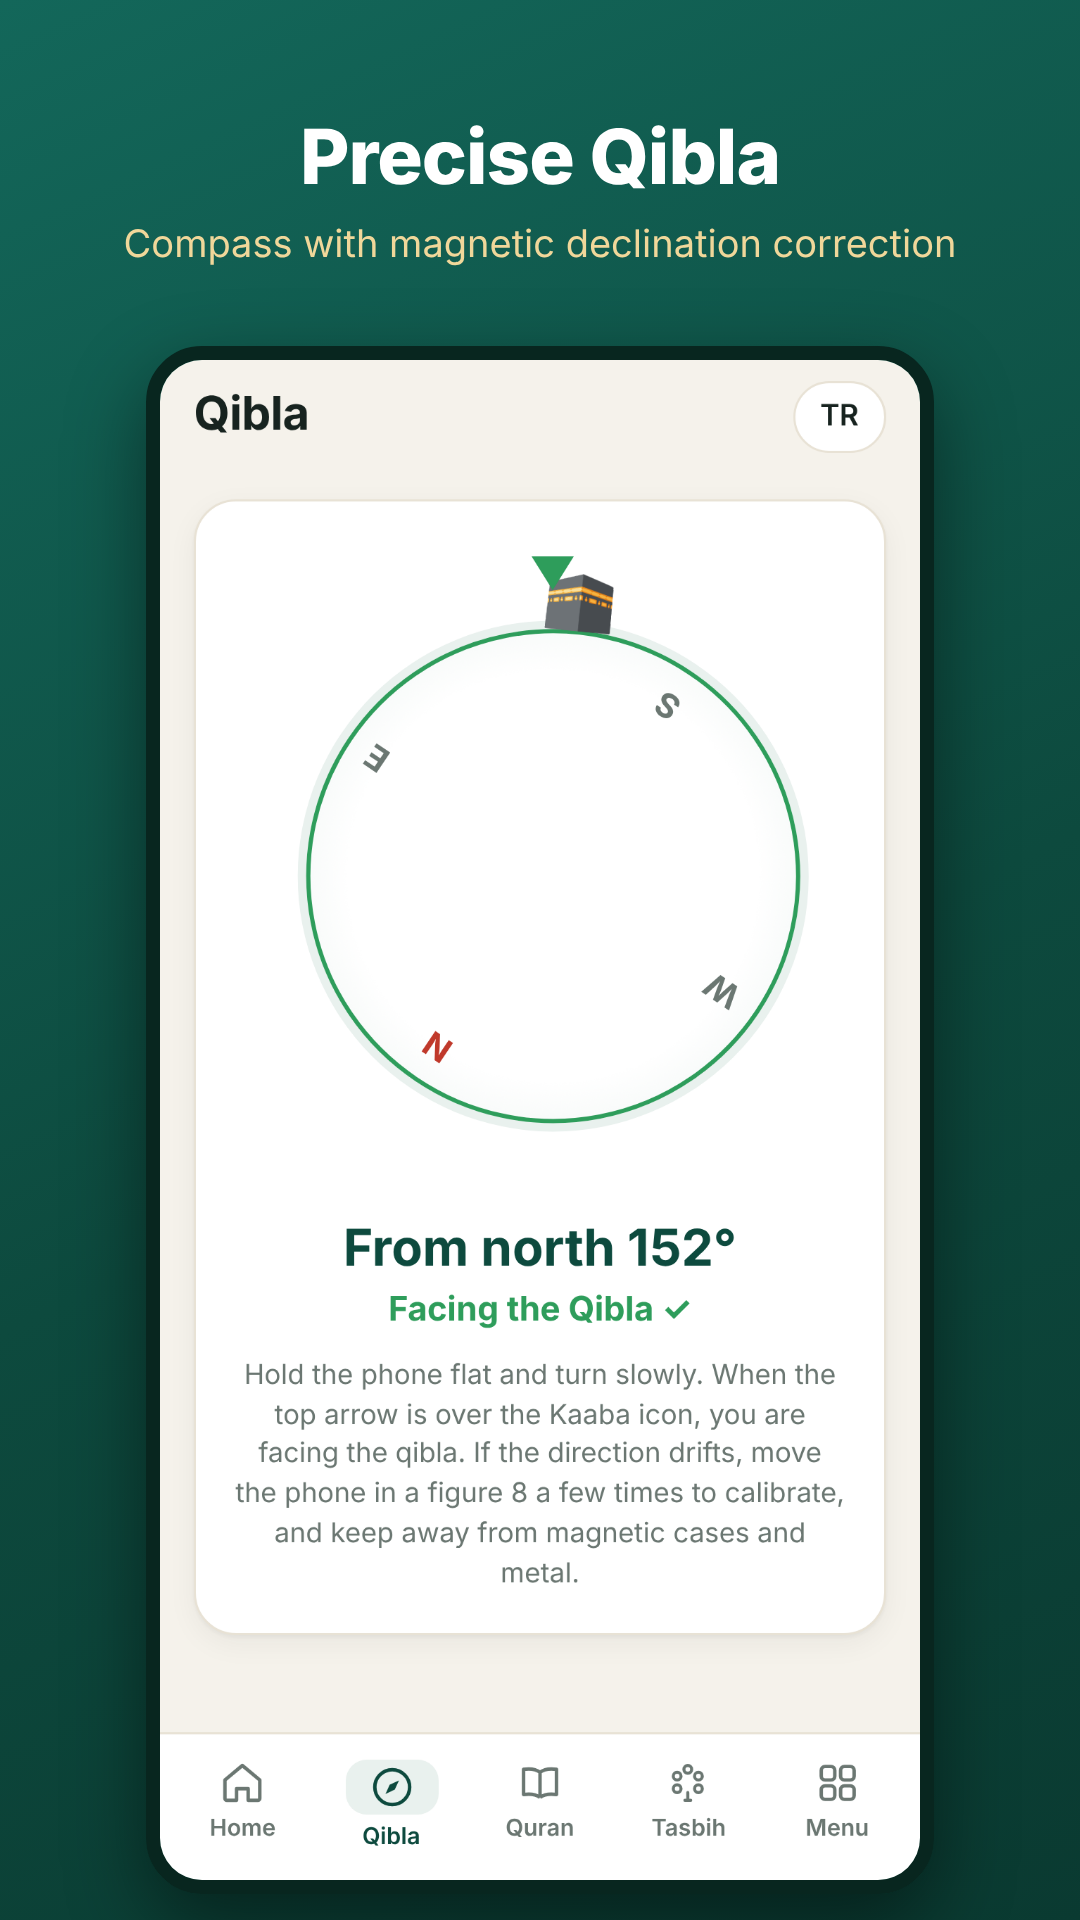 Precise Qibla
Compass with magnetic declination correction
Qibla
TR
S
E
W
N
From north 152°
Facing the Qibla ✓
Hold the phone flat and turn slowly. When the
top arrow is over the Kaaba icon, you are
facing the qibla. If the direction drifts, move
the phone in a figure 8 a few times to calibrate,
and keep away from magnetic cases and
metal.
Home
Qibla
Quran
Tasbih
Menu